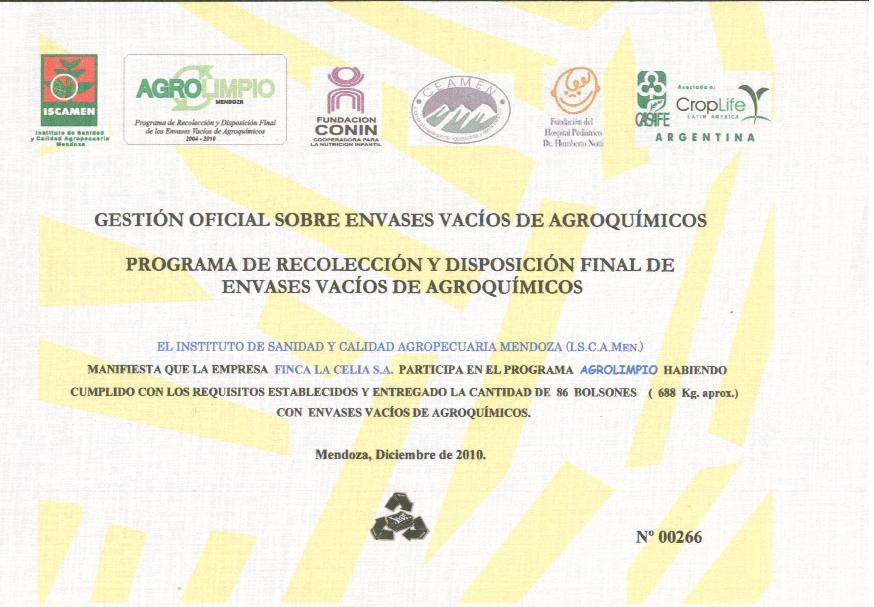 ISCAMEN
Instituto de Sanidad
y Calidad Agropecuaria
Mendoza
AGROLIMPIO
MENDOZA
Programa de Recolección y Disposición Final
de los Envases Vacíos de Agroquímicos
2004 - 2010
FUNDACION
CONIN
COOPERADORA PARA
LA NUTRICION INFANTIL
CEAMEN
Fundación del
Hospital Pediátrico
Dr. Humberto Notti
CASAFE
Asociada a:
CropLife
LATIN AMERICA
ARGENTINA
GESTIÓN OFICIAL SOBRE ENVASES VACÍOS DE AGROQUÍMICOS
PROGRAMA DE RECOLECCIÓN Y DISPOSICIÓN FINAL DE
ENVASES VACÍOS DE AGROQUÍMICOS
EL INSTITUTO DE SANIDAD Y CALIDAD AGROPECUARIA MENDOZA (I.S.C.A.MEN.)
MANIFIESTA QUE LA EMPRESA FINCA LA CELIA S.A. PARTICIPA EN EL PROGRAMA AGROLIMPIO HABIENDO
CUMPLIDO CON LOS REQUISITOS ESTABLECIDOS Y ENTREGADO LA CANTIDAD DE 86 BOLSONES ( 688 Kg. aprox.)
CON ENVASES VACÍOS DE AGROQUÍMICOS.
Mendoza, Diciembre de 2010.
Nº 00266